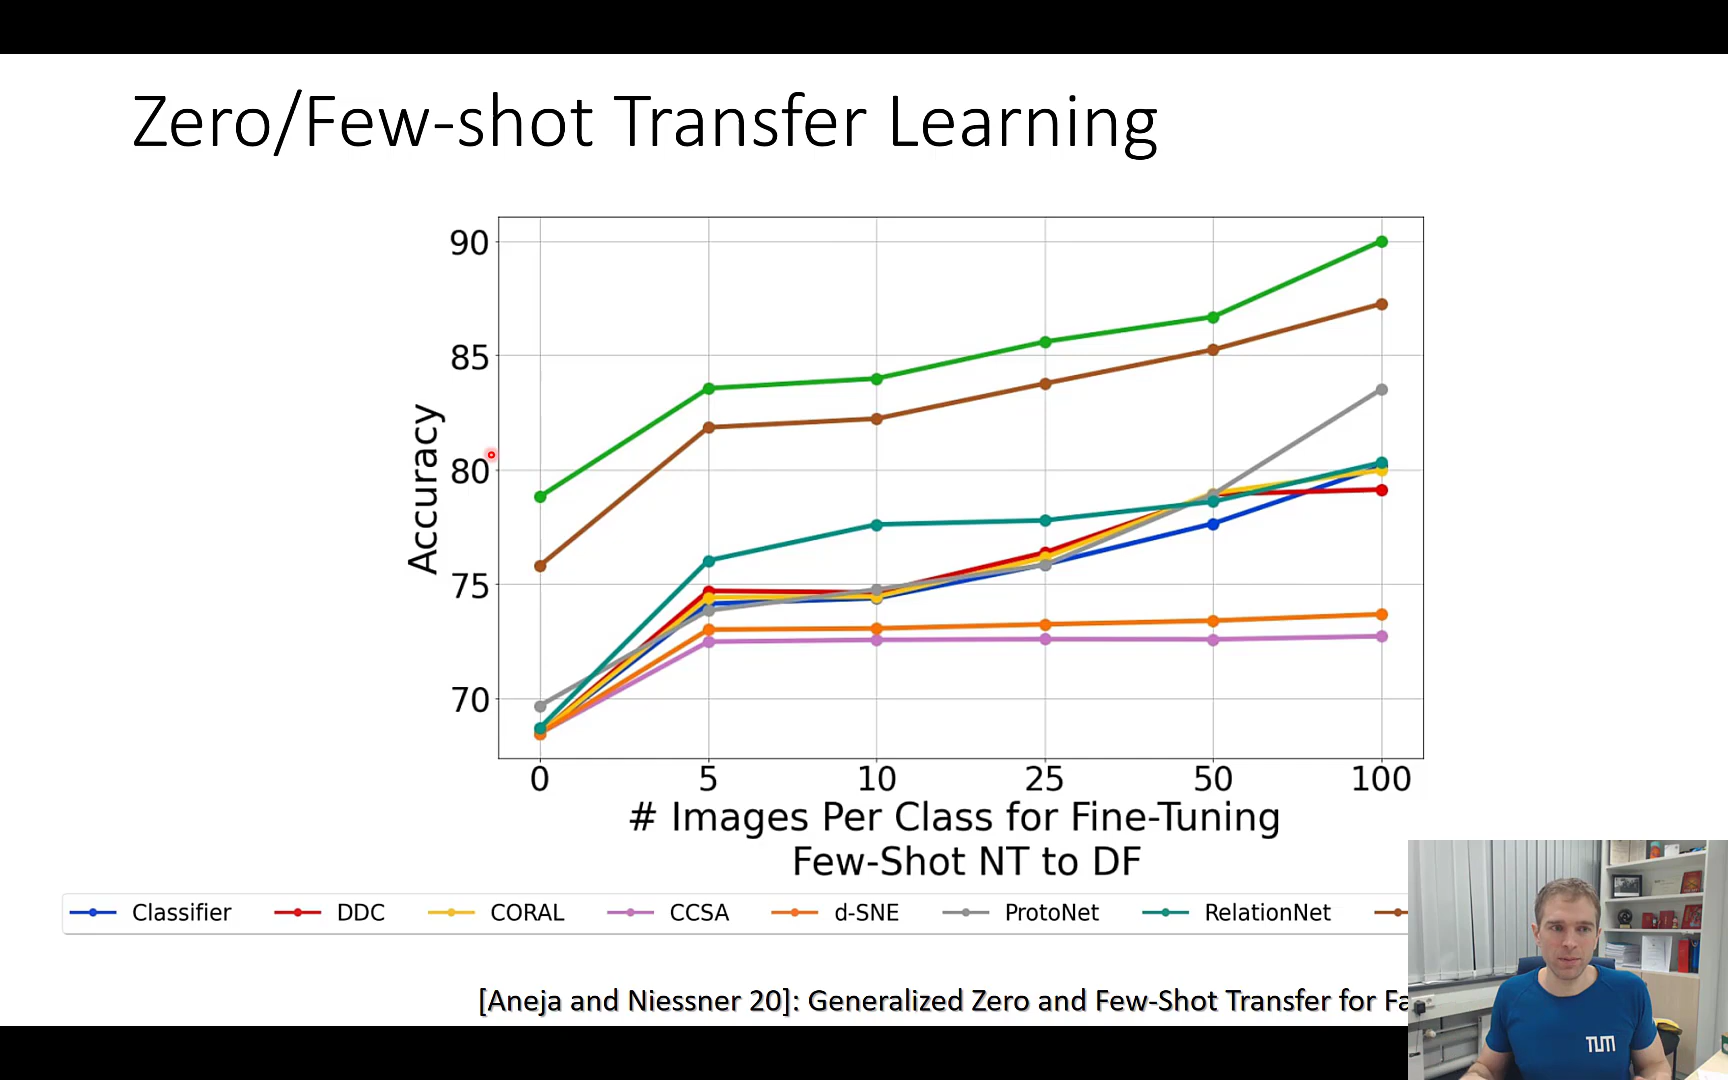 Zero/Few-shot Transfer Learning
90
85
80
75
70
Accuracy
0 5 10 25 50 100
# Images Per Class for Fine-Tuning
Few-Shot NT to DF
Classifier DDC CORAL CCSA d-SNE ProtoNet RelationNet
[Aneja and Niessner 20]: Generalized Zero and Few-Shot Transfer for Fa
TUM